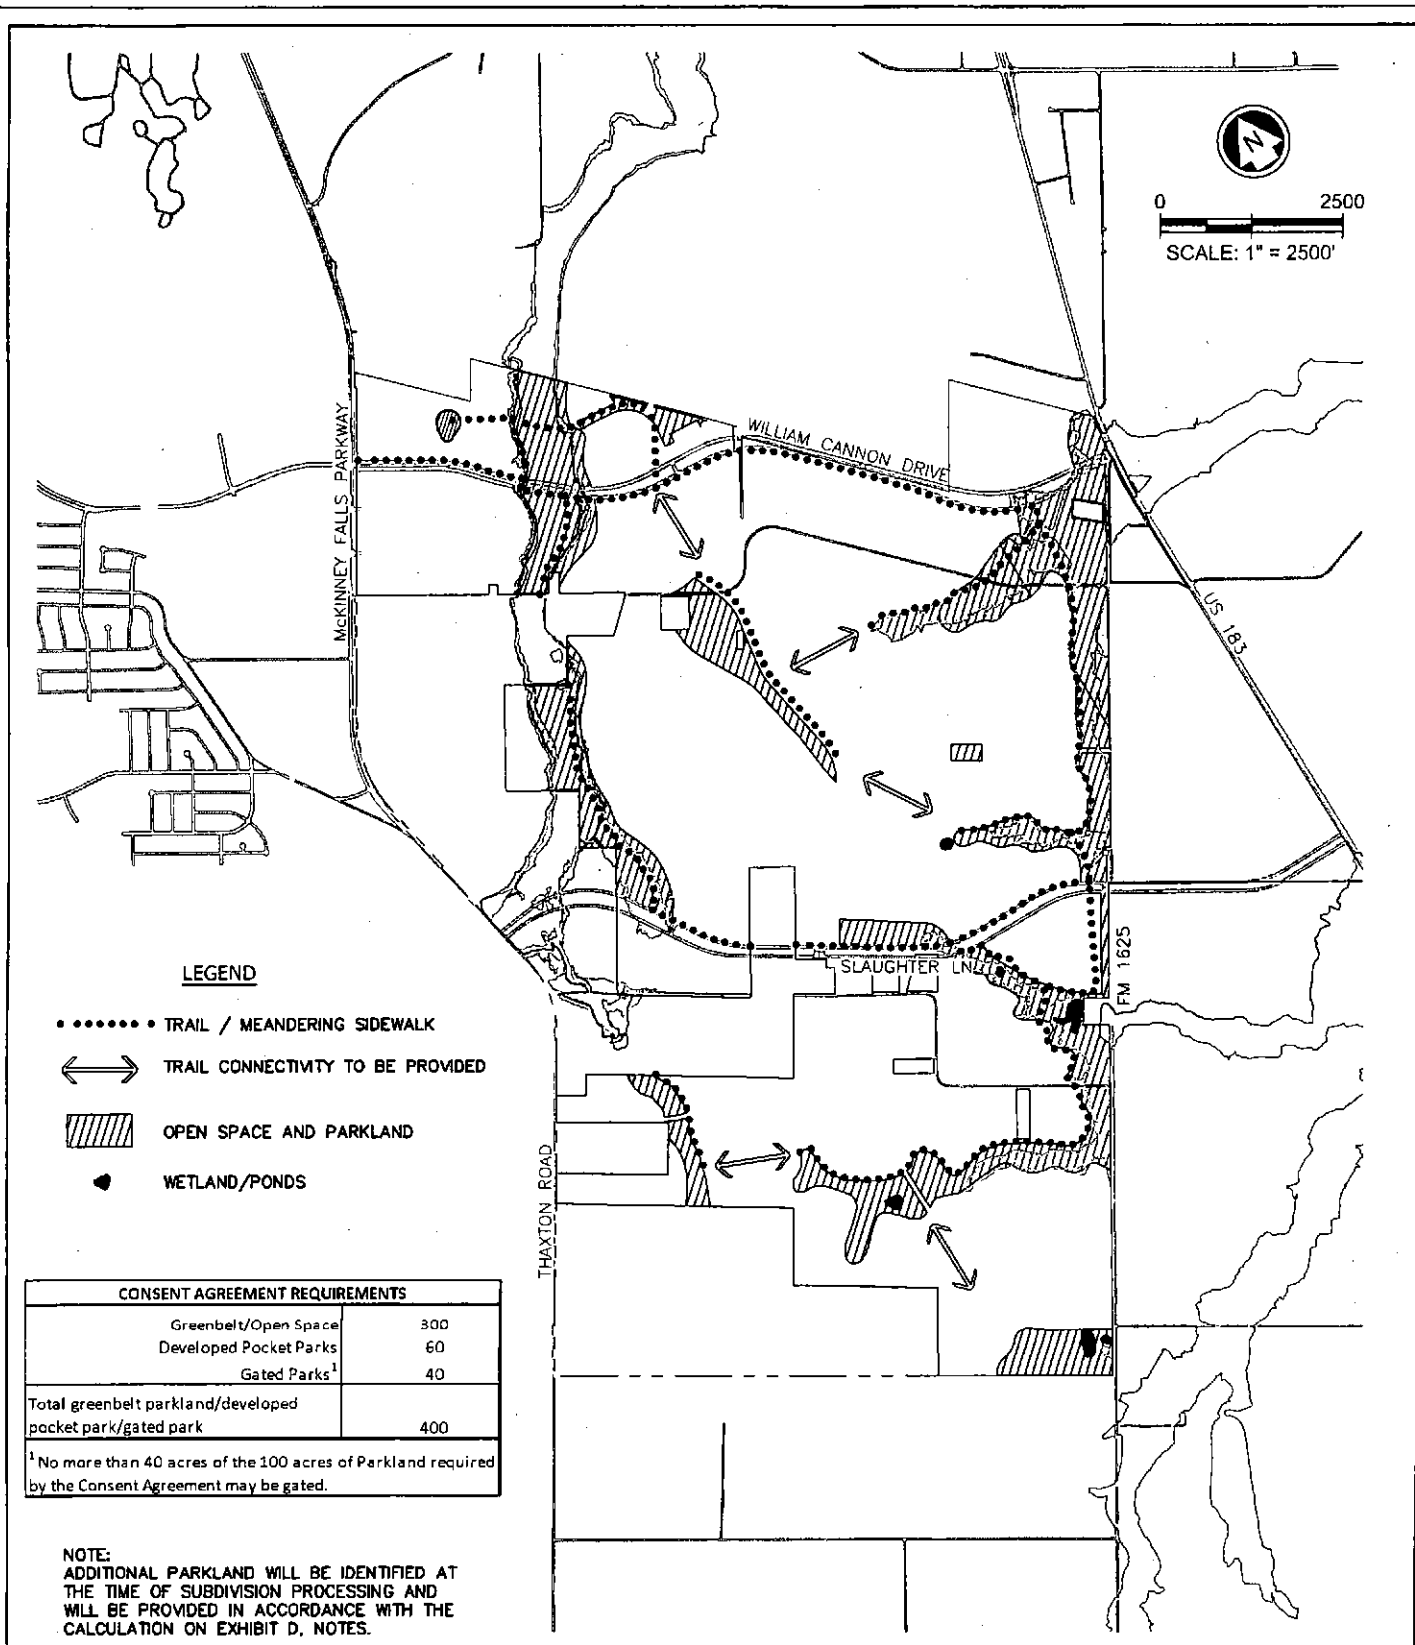 N
0 2500
SCALE: 1" = 2500'
McKINNEY FALLS PARKWAY
WILLIAM CANNON DRIVE
US 183
SLAUGHTER LN
FM 1625
THAXTON ROAD
LEGEND
TRAIL / MEANDERING SIDEWALK
TRAIL CONNECTIVITY TO BE PROVIDED
OPEN SPACE AND PARKLAND
WETLAND/PONDS
CONSENT AGREEMENT REQUIREMENTS
Greenbelt/Open Space 300
Developed Pocket Parks 60
Gated Parks¹ 40
Total greenbelt parkland/developed
pocket park/gated park 400
¹ No more than 40 acres of the 100 acres of Parkland required
by the Consent Agreement may be gated.
NOTE:
ADDITIONAL PARKLAND WILL BE IDENTIFIED AT
THE TIME OF SUBDIVISION PROCESSING AND
WILL BE PROVIDED IN ACCORDANCE WITH THE
CALCULATION ON EXHIBIT D, NOTES.